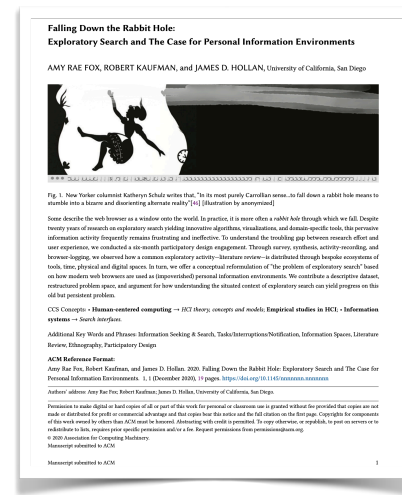 Falling Down the Rabbit Hole:
Exploratory Search and The Case for Personal Information Environments
AMY RAE FOX, ROBERT KAUFMAN, and JAMES D. HOLLAN, University of California, San Diego
Fig. 1. New Yorker columnist Katheryn Schulz writes that, "In its most purely Carrollian sense...to fall down a rabbit hole means to
stumble into a bizarre and disorienting alternate reality"[46] [illustration by anonymized]
Some describe the web browser as a window onto the world. In practice, it is more often a rabbit hole through which we fall. Despite
twenty years of research on exploratory search yielding innovative algorithms, visualizations, and domain-specific tools, this pervasive
information activity frequently remains frustrating and ineffective. To understand the troubling gap between research effort and
user experience, we conducted a six-month participatory design engagement. Through survey, synthesis, activity-recording, and
browser-logging, we observed how a common exploratory activity—literature review—is distributed through bespoke ecosystems of
tools, time, physical and digital spaces. In turn, we offer a conceptual reformulation of "the problem of exploratory search" based
on how modern web browsers are used as (impoverished) personal information environments. We contribute a descriptive dataset,
restructured problem space, and argument for how understanding the situated context of exploratory search can yield progress on this
old but persistent problem.
CCS Concepts: • Human-centered computing → HCI theory, concepts and models; Empirical studies in HCI; • Information
systems → Search interfaces.
Additional Key Words and Phrases: Information Seeking & Search, Tasks/Interruptions/Notification, Information Spaces, Literature
Review, Ethnography, Participatory Design
ACM Reference Format:
Amy Rae Fox, Robert Kaufman, and James D. Hollan. 2020. Falling Down the Rabbit Hole: Exploratory Search and The Case for
Personal Information Environments. 1, 1 (December 2020), 19 pages. https://doi.org/10.1145/nnnnnnn.nnnnnnn
Authors' address: Amy Rae Fox; Robert Kaufman; James D. Hollan, University of California, San Diego.
Permission to make digital or hard copies of all or part of this work for personal or classroom use is granted without fee provided that copies are not
made or distributed for profit or commercial advantage and that copies bear this notice and the full citation on the first page. Copyrights for components
of this work owned by others than ACM must be honored. Abstracting with credit is permitted. To copy otherwise, or republish, to post on servers or to
redistribute to lists, requires prior specific permission and/or a fee. Request permissions from permissions@acm.org.
© 2020 Association for Computing Machinery.
Manuscript submitted to ACM
Manuscript submitted to ACM 1